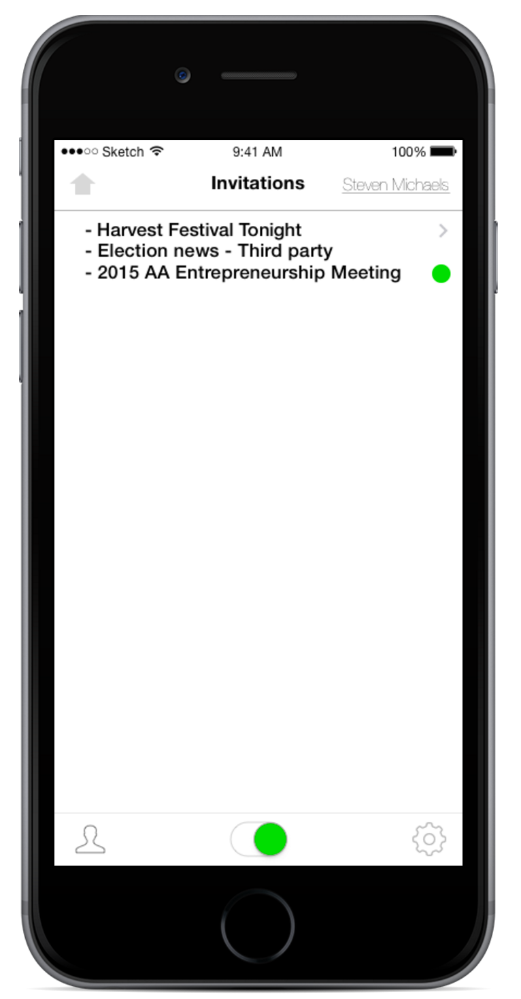 ●●●○○ Sketch 9:41 AM 100%
Invitations Steven Michaels
- Harvest Festival Tonight
- Election news - Third party
- 2015 AA Entrepreneurship Meeting